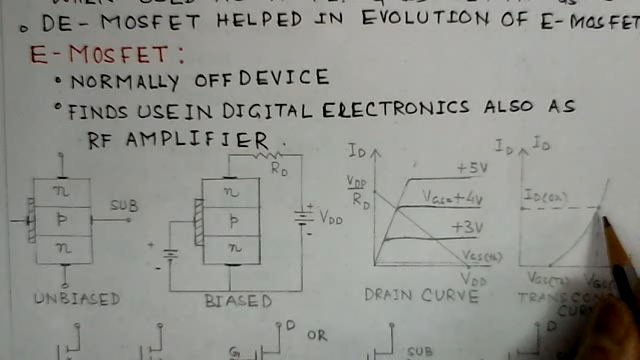 DE-MOSFET HELPED IN EVOLUTION OF E-MOSFET
E-MOSFET:
• NORMALLY OFF DEVICE
• FINDS USE IN DIGITAL ELECTRONICS ALSO AS
RF AMPLIFIER.
n
p
n
SUB
UNBIASED
n
p
n
RD
+
-
VDD
+
-
BIASED
ID
VDD
RD
+5V
+4V
+3V
VGS(th)
VDD
DRAIN CURVE
ID
ID
ID(on)
VGS(th)
D OR
G
SUB
D